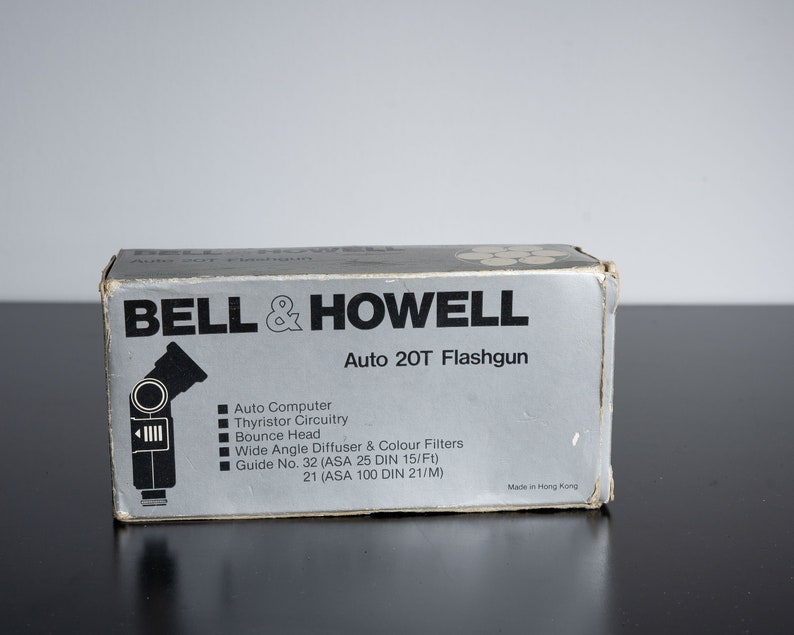 BELL & HOWELL
Auto 20T Flashgun
BELL & HOWELL
Auto 20T Flashgun
Auto Computer
Thyristor Circuitry
Bounce Head
Wide Angle Diffuser & Colour Filters
Guide No. 32 (ASA 25 DIN 15/Ft)
21 (ASA 100 DIN 21/M)
Made in Hong Kong